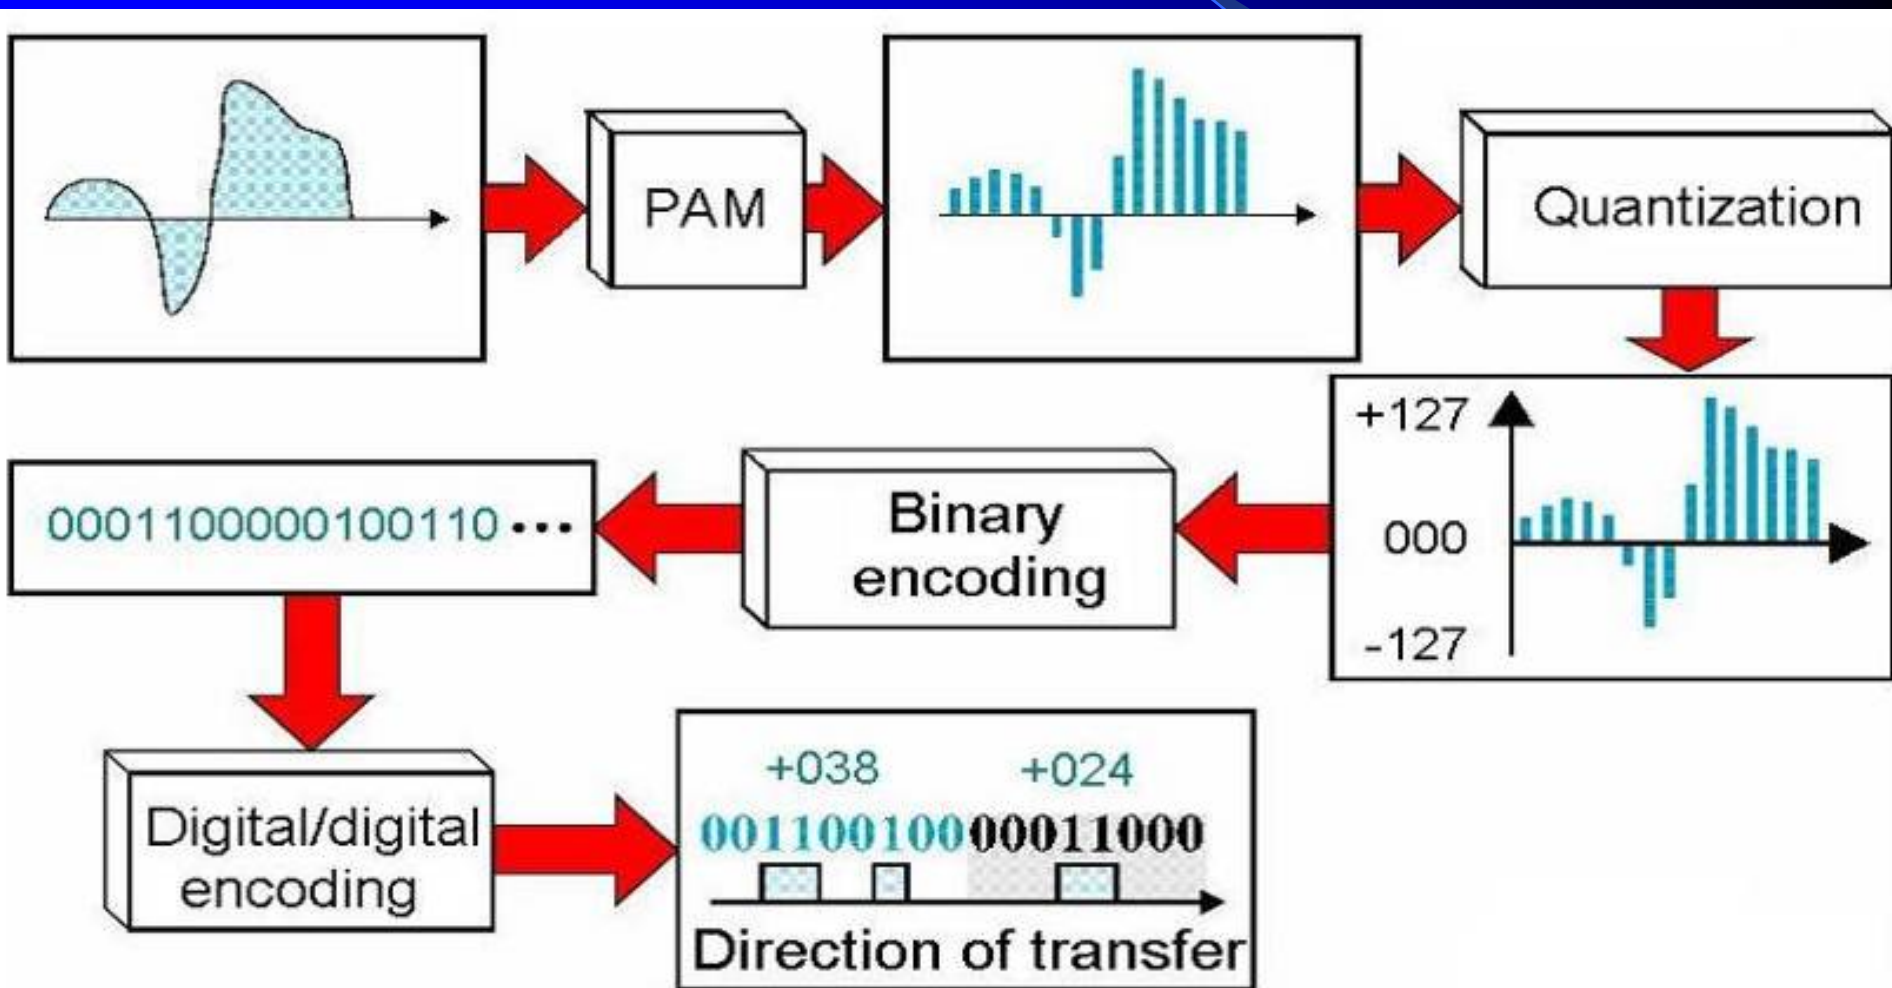 PAM
Quantization
+127
000
-127
Binary
encoding
0001100000100110...
Digital/digital
encoding
+038 +024
00110010000011000
Direction of transfer